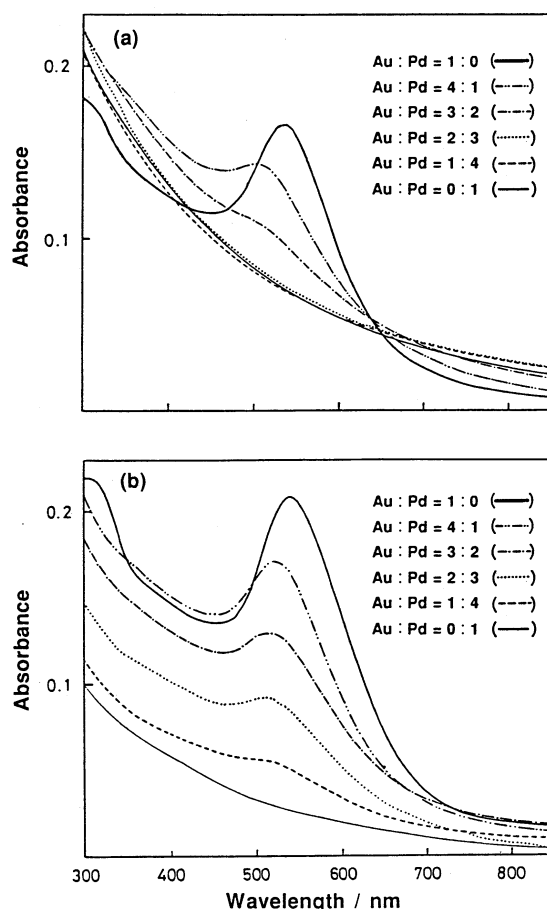 (a)
Au : Pd = 1 : 0 ( )
Au : Pd = 4 : 1 ( )
Au : Pd = 3 : 2 ( )
Au : Pd = 2 : 3 ( )
Au : Pd = 1 : 4 ( )
Au : Pd = 0 : 1 ( )
0.2
0.1
Absorbance
(b)
Au : Pd = 1 : 0 ( )
Au : Pd = 4 : 1 ( )
Au : Pd = 3 : 2 ( )
Au : Pd = 2 : 3 ( )
Au : Pd = 1 : 4 ( )
Au : Pd = 0 : 1 ( )
0.2
0.1
Absorbance
300 400 500 600 700 800
Wavelength / nm